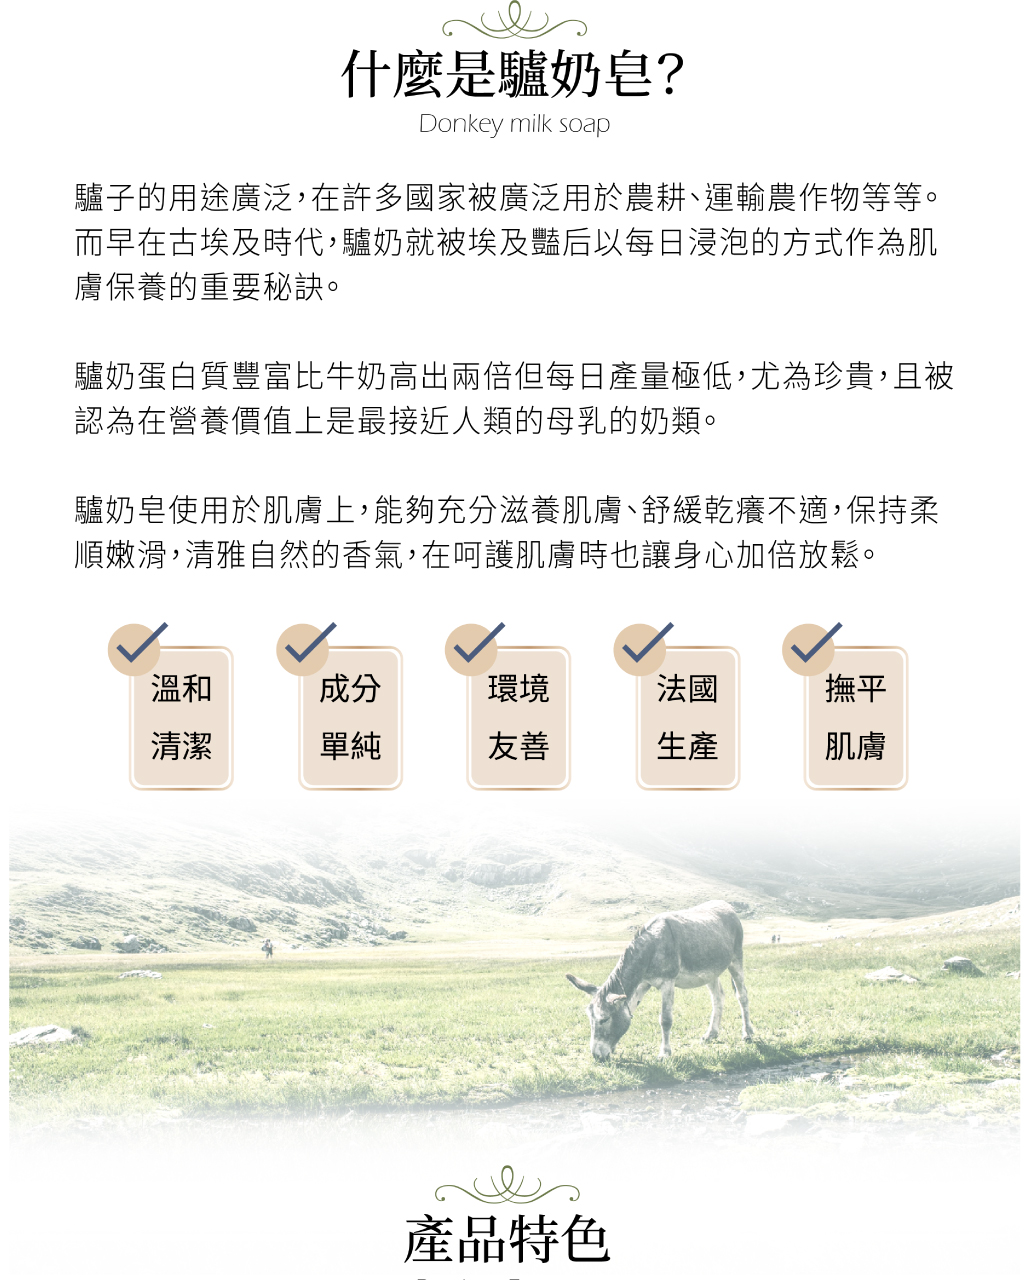 什麼是驢奶皂?
Donkey milk soap
驢子的用途廣泛,在許多國家被廣泛用於農耕、運輸農作物等等。
而早在古埃及時代,驢奶就被埃及豔后以每日浸泡的方式作為肌
膚保養的重要秘訣。
驢奶蛋白質豐富比牛奶高出兩倍但每日產量極低,尤為珍貴,且被
認為在營養價值上是最接近人類的母乳的奶類。
驢奶皂使用於肌膚上,能夠充分滋養肌膚、舒緩乾癢不適,保持柔
順嫩滑,清雅自然的香氣,在呵護肌膚時也讓身心加倍放鬆。
溫和
清潔
成分
單純
環境
友善
法國
生產
撫平
肌膚
產品特色